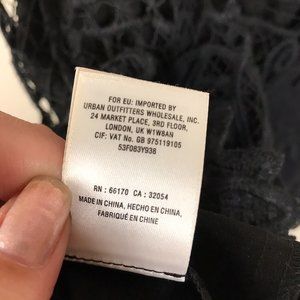 FOR EU: IMPORTED BY
URBAN OUTFITTERS WHOLESALE, INC.
24 MARKET PLACE, 3RD FLOOR,
LONDON, UK W1W8AN
CIF: VAT No. GB 975119105
53F083Y938
RN : 66170 CA : 32054
MADE IN CHINA, HECHO EN CHINA,
FABRIQUÉ EN CHINE